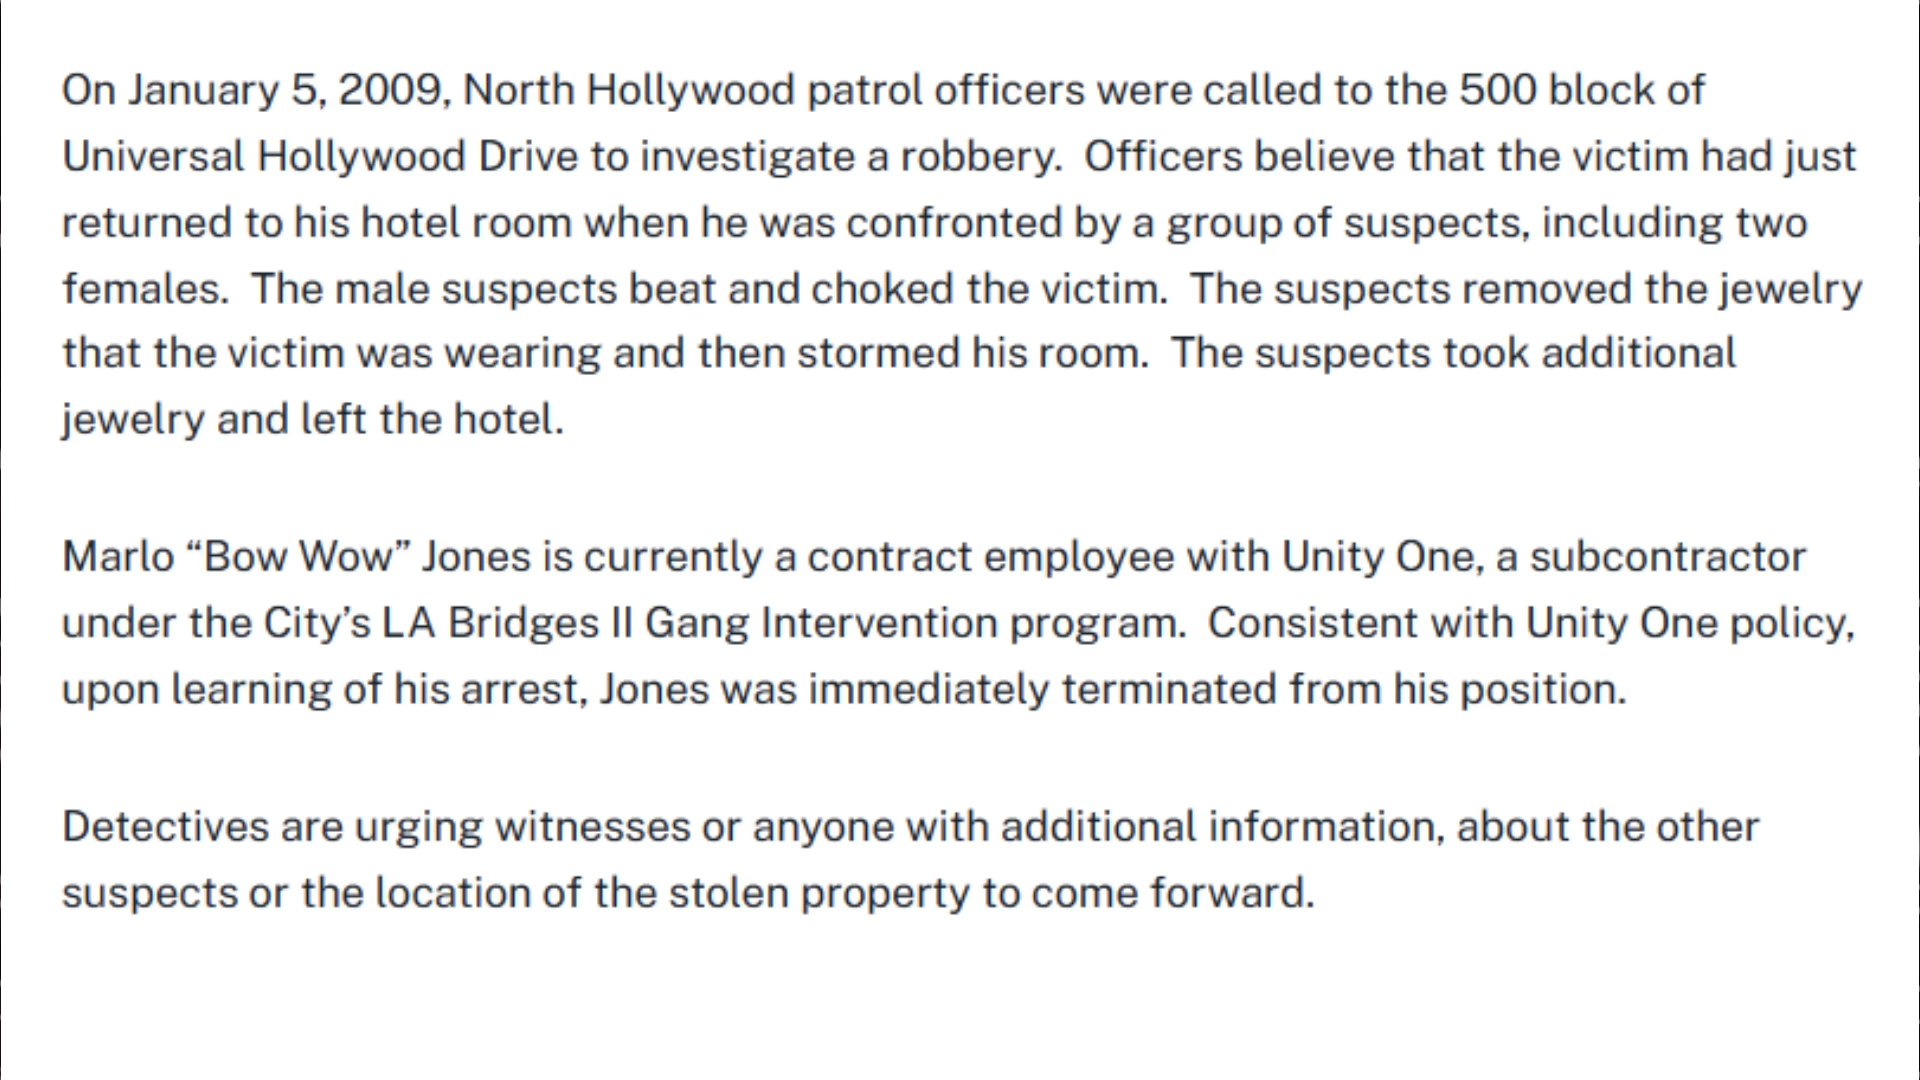 On January 5, 2009, North Hollywood patrol officers were called to the 500 block of
Universal Hollywood Drive to investigate a robbery.  Officers believe that the victim had just
returned to his hotel room when he was confronted by a group of suspects, including two
females.  The male suspects beat and choked the victim.  The suspects removed the jewelry
that the victim was wearing and then stormed his room.  The suspects took additional
jewelry and left the hotel.
Marlo “Bow Wow” Jones is currently a contract employee with Unity One, a subcontractor
under the City’s LA Bridges II Gang Intervention program.  Consistent with Unity One policy,
upon learning of his arrest, Jones was immediately terminated from his position.
Detectives are urging witnesses or anyone with additional information, about the other
suspects or the location of the stolen property to come forward.